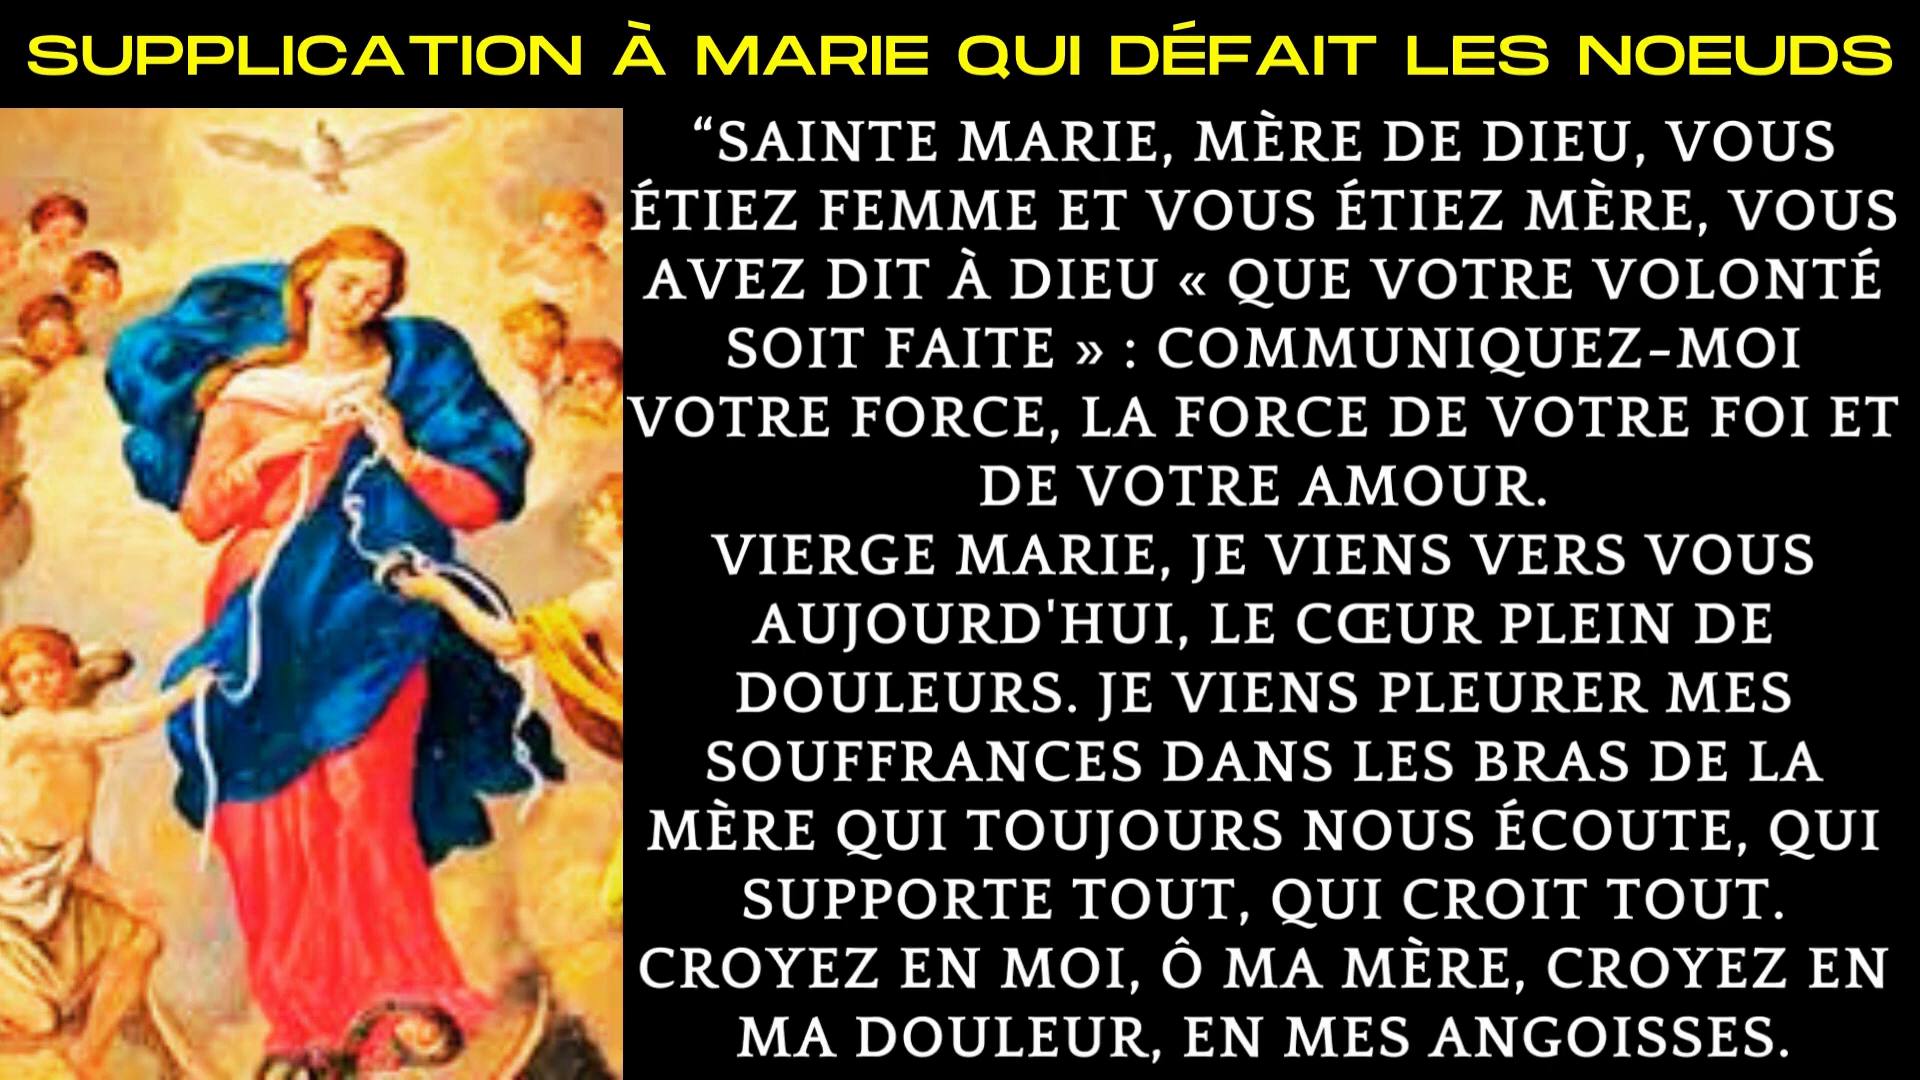 SUPPLICATION À MARIE QUI DÉFAIT LES NOEUDS
“SAINTE MARIE, MÈRE DE DIEU, VOUS
ÉTIEZ FEMME ET VOUS ÉTIEZ MÈRE, VOUS
AVEZ DIT À DIEU « QUE VOTRE VOLONTÉ
SOIT FAITE » : COMMUNIQUEZ-MOI
VOTRE FORCE, LA FORCE DE VOTRE FOI ET
DE VOTRE AMOUR.
VIERGE MARIE, JE VIENS VERS VOUS
AUJOURD'HUI, LE CŒUR PLEIN DE
DOULEURS. JE VIENS PLEURER MES
SOUFFRANCES DANS LES BRAS DE LA
MÈRE QUI TOUJOURS NOUS ÉCOUTE, QUI
SUPPORTE TOUT, QUI CROIT TOUT.
CROYEZ EN MOI, Ô MA MÈRE, CROYEZ EN
MA DOULEUR, EN MES ANGOISSES.